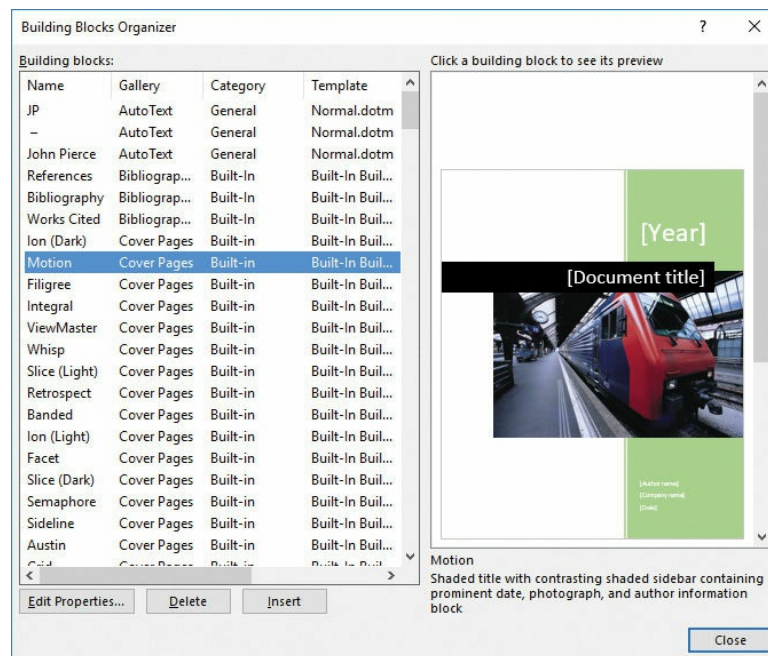 Building Blocks Organizer ? ×
Building blocks:
Name Gallery Category Template
JP AutoText General Normal.dotm
– AutoText General Normal.dotm
John Pierce AutoText General Normal.dotm
References Bibliograp... Built-In Built-In Buil...
Bibliography Bibliograp... Built-In Built-In Buil...
Works Cited Bibliograp... Built-In Built-In Buil...
Ion (Dark) Cover Pages Built-in Built-In Buil...
Motion Cover Pages Built-in Built-In Buil...
Filigree Cover Pages Built-in Built-In Buil...
Integral Cover Pages Built-in Built-In Buil...
ViewMaster Cover Pages Built-in Built-In Buil...
Whisp Cover Pages Built-in Built-In Buil...
Slice (Light) Cover Pages Built-in Built-In Buil...
Retrospect Cover Pages Built-in Built-In Buil...
Banded Cover Pages Built-in Built-In Buil...
Ion (Light) Cover Pages Built-in Built-In Buil...
Facet Cover Pages Built-in Built-In Buil...
Slice (Dark) Cover Pages Built-in Built-In Buil...
Semaphore Cover Pages Built-in Built-In Buil...
Sideline Cover Pages Built-in Built-In Buil...
Austin Cover Pages Built-in Built-In Buil...
Edit Properties... Delete Insert
Click a building block to see its preview
[Year]
[Document title]
[Author name]
[Company name]
[Date]
Motion
Shaded title with contrasting shaded sidebar containing
prominent date, photograph, and author information
block
Close